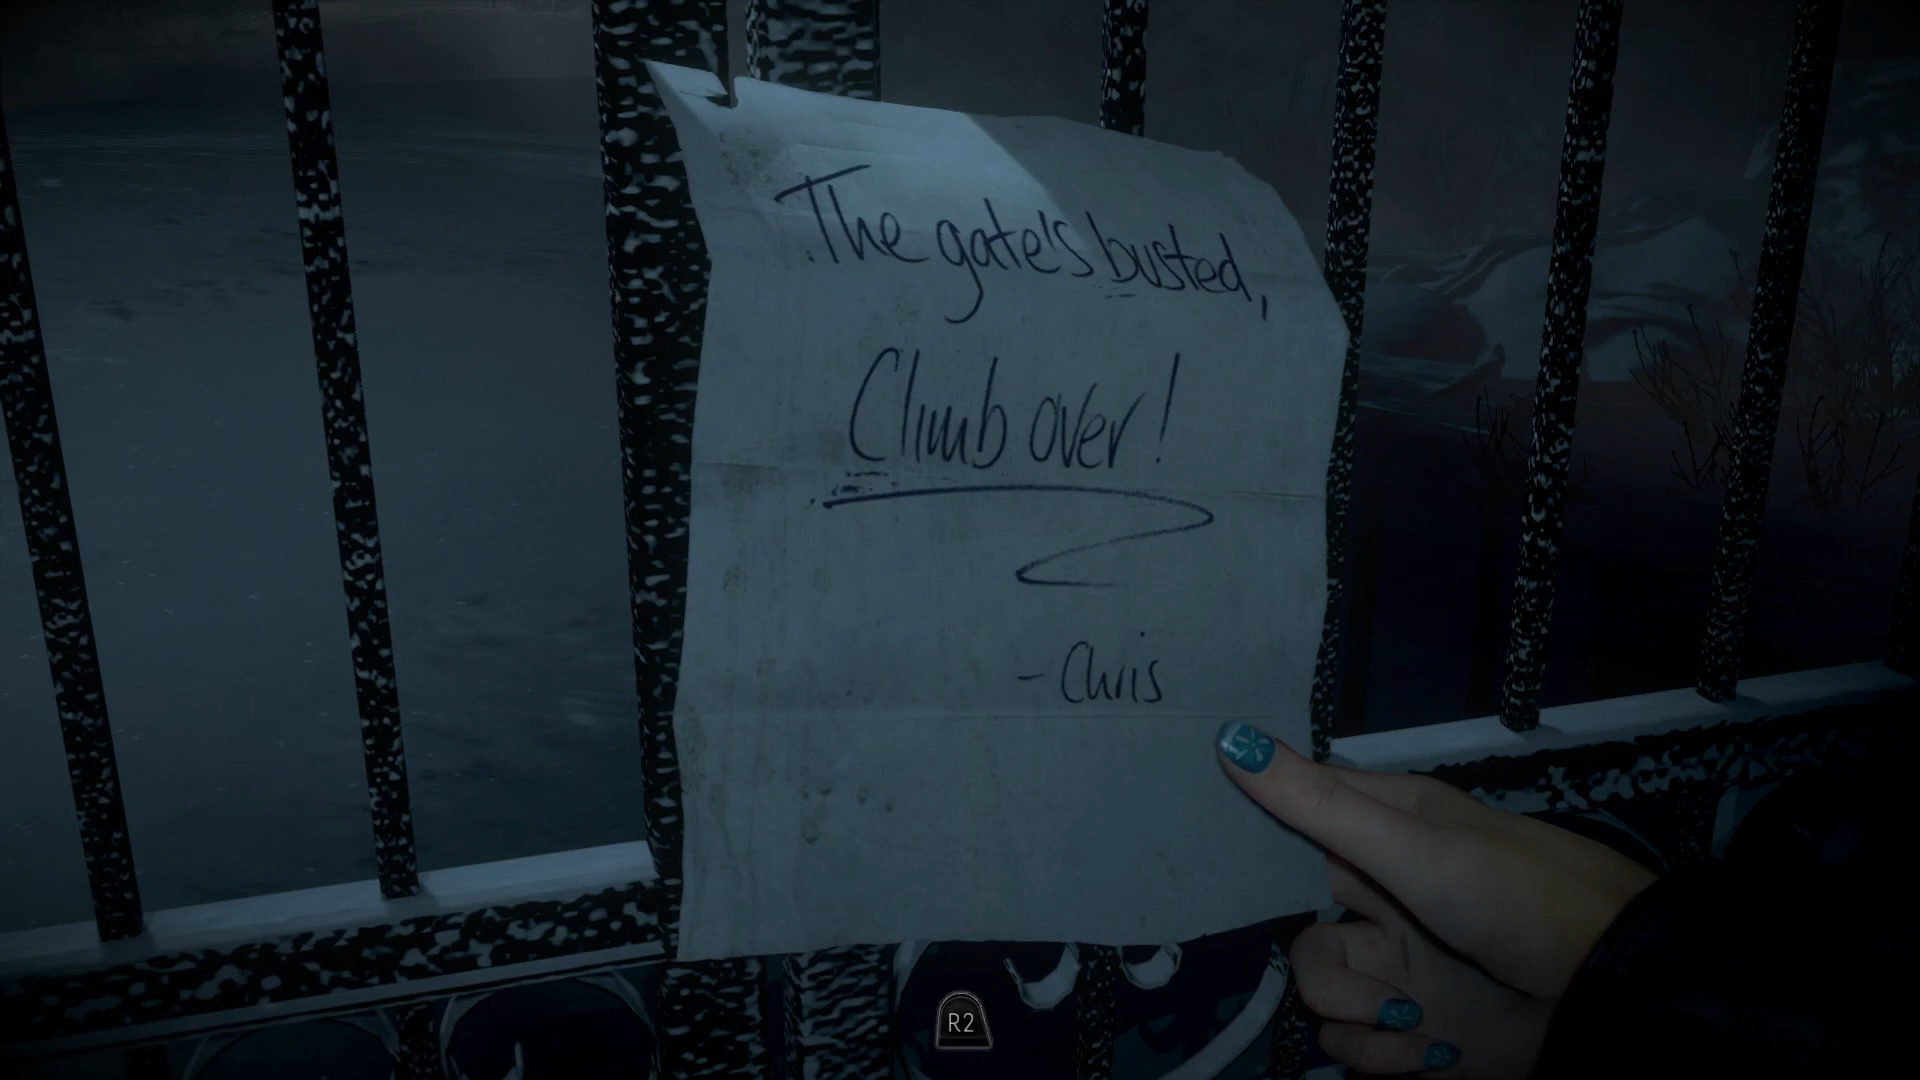 The gate's busted,
Climb over!
- Chris
R2